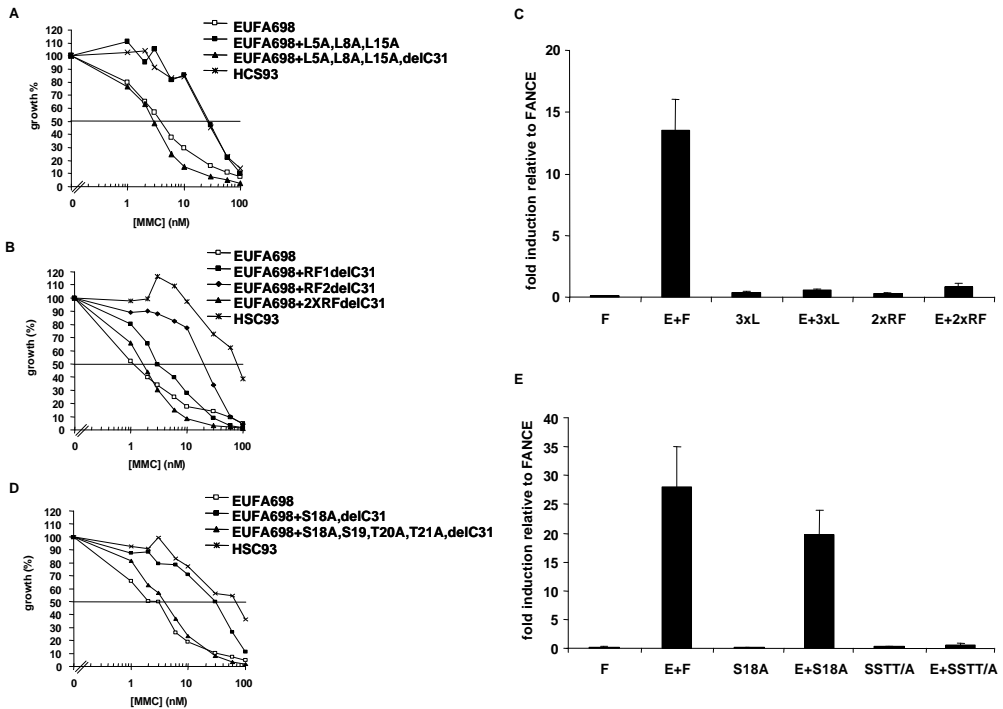 A
EUFA698
EUFA698+L5A,L8A,L15A
EUFA698+L5A,L8A,L15A,delC31
HCS93
growth %
120
110
100
90
80
70
60
50
40
30
20
10
0
0 1 10 100
[MMC] (nM)
B
EUFA698
EUFA698+RF1delC31
EUFA698+RF2delC31
EUFA698+2XRFdelC31
HSC93
growth (%)
120
110
100
90
80
70
60
50
40
30
20
10
0
0 1 10 100
[MMC] (nM)
D
EUFA698
EUFA698+S18A,delC31
EUFA698+S18A,S19,T20A,T21A,delC31
HSC93
growth (%)
120
110
100
90
80
70
60
50
40
30
20
10
0
0 1 10 100
[MMC] (nM)
C
fold induction relative to FANCE
20
15
10
5
0
F E+F 3xL E+3xL 2xRF E+2xRF
E
fold induction relative to FANCE
40
35
30
25
20
15
10
5
0
F E+F S18A E+S18A SSTT/A E+SSTT/A